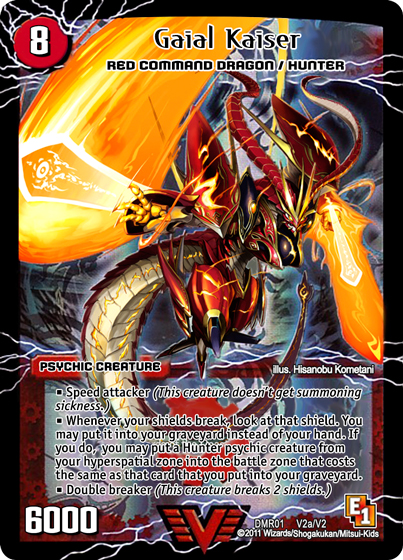 8
Gaial Kaiser
RED COMMAND DRAGON / HUNTER
PSYCHIC CREATURE
illus. Hisanobu Kometani
■ Speed attacker (This creature doesn't get summoning
sickness.)
■ Whenever your shields break, look at that shield. You
may put it into your graveyard instead of your hand. If
you do, you may put a Hunter psychic creature from
your hyperspatial zone into the battle zone that costs
the same as that card that you put into your graveyard.
■ Double breaker (This creature breaks 2 shields.)
6000
V
E1
DMR01 V2a/V2
©2011 Wizards/Shogakukan/Mitsui-Kids